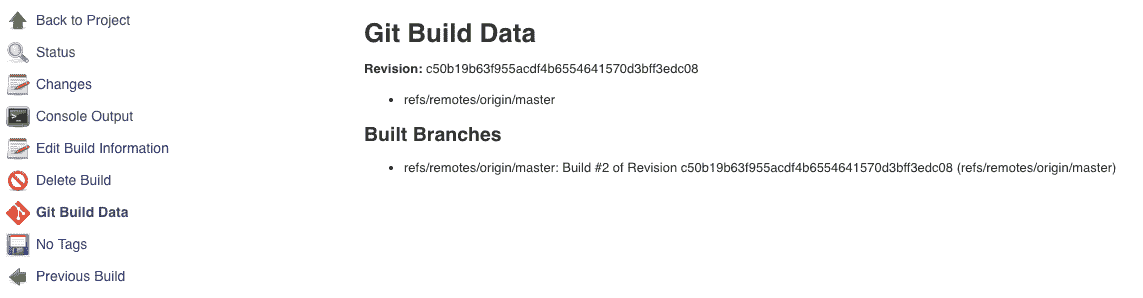 Back to Project
Status
Changes
Console Output
Edit Build Information
Delete Build
Git Build Data
No Tags
Previous Build
Git Build Data
Revision: c50b19b63f955acdf4b6554641570d3bff3edc08
refs/remotes/origin/master
Built Branches
refs/remotes/origin/master: Build #2 of Revision c50b19b63f955acdf4b6554641570d3bff3edc08 (refs/remotes/origin/master)